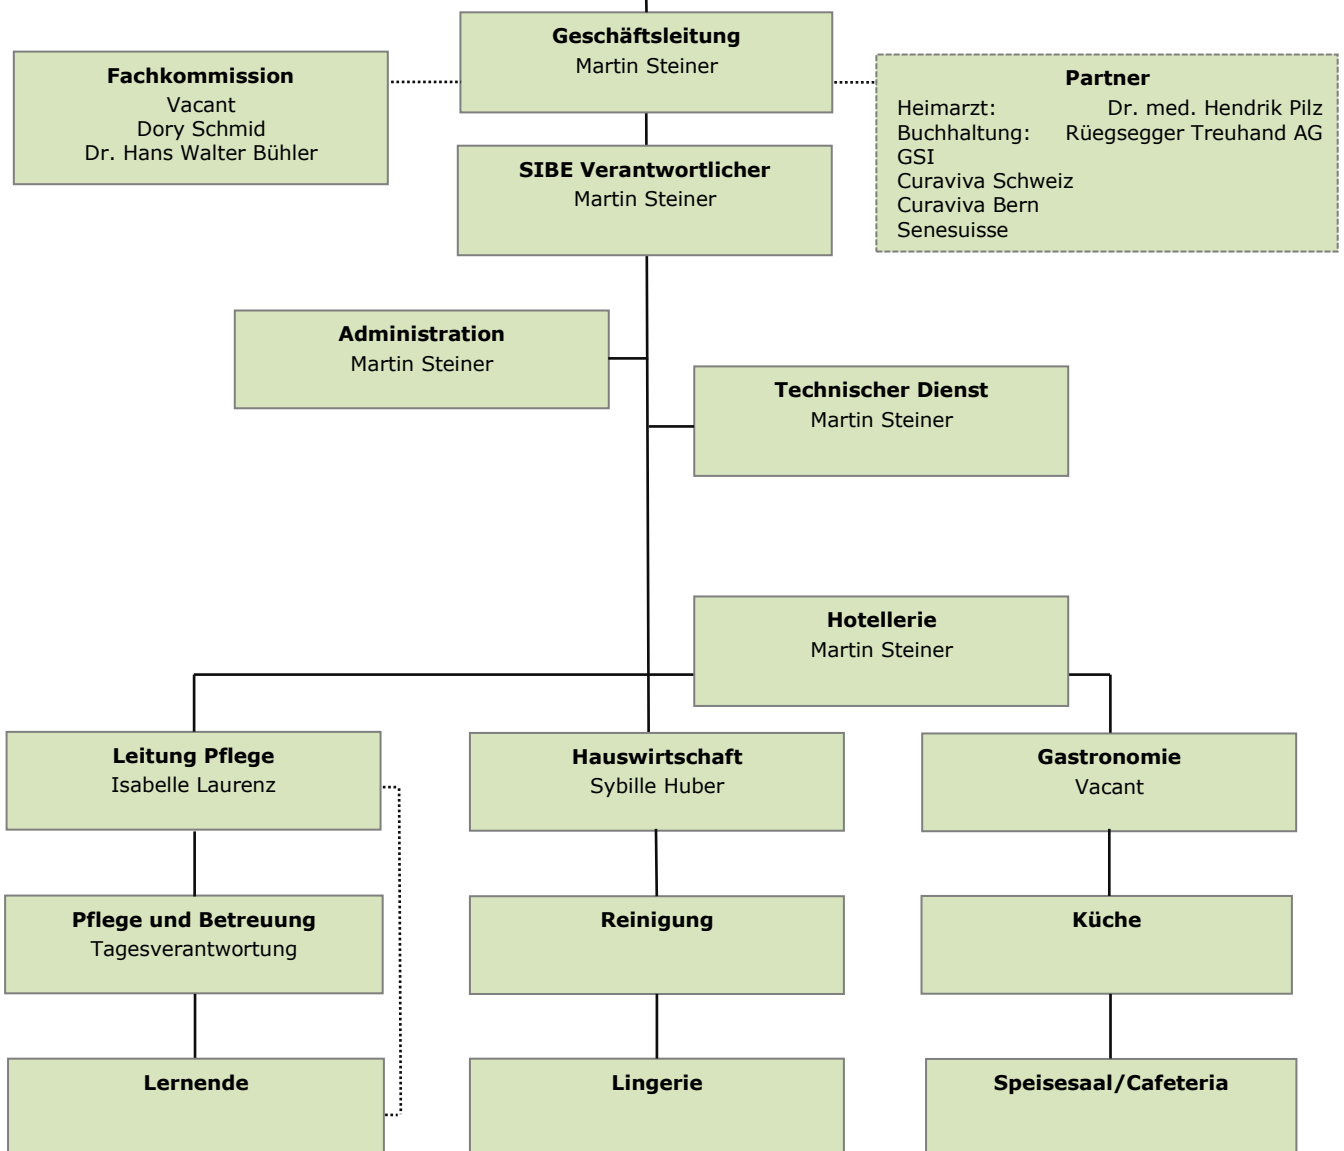 Geschäftsleitung
Martin Steiner
Fachkommission
Vacant
Dory Schmid
Dr. Hans Walter Bühler
Partner
Heimarzt: Dr. med. Hendrik Pilz
Buchhaltung: Rüegsegger Treuhand AG
GSI
Curaviva Schweiz
Curaviva Bern
Senesuisse
SIBE Verantwortlicher
Martin Steiner
Administration
Martin Steiner
Technischer Dienst
Martin Steiner
Hotellerie
Martin Steiner
Leitung Pflege
Isabelle Laurenz
Hauswirtschaft
Sybille Huber
Gastronomie
Vacant
Pflege und Betreuung
Tagesverantwortung
Reinigung
Küche
Lernende
Lingerie
Speisesaal/Cafeteria